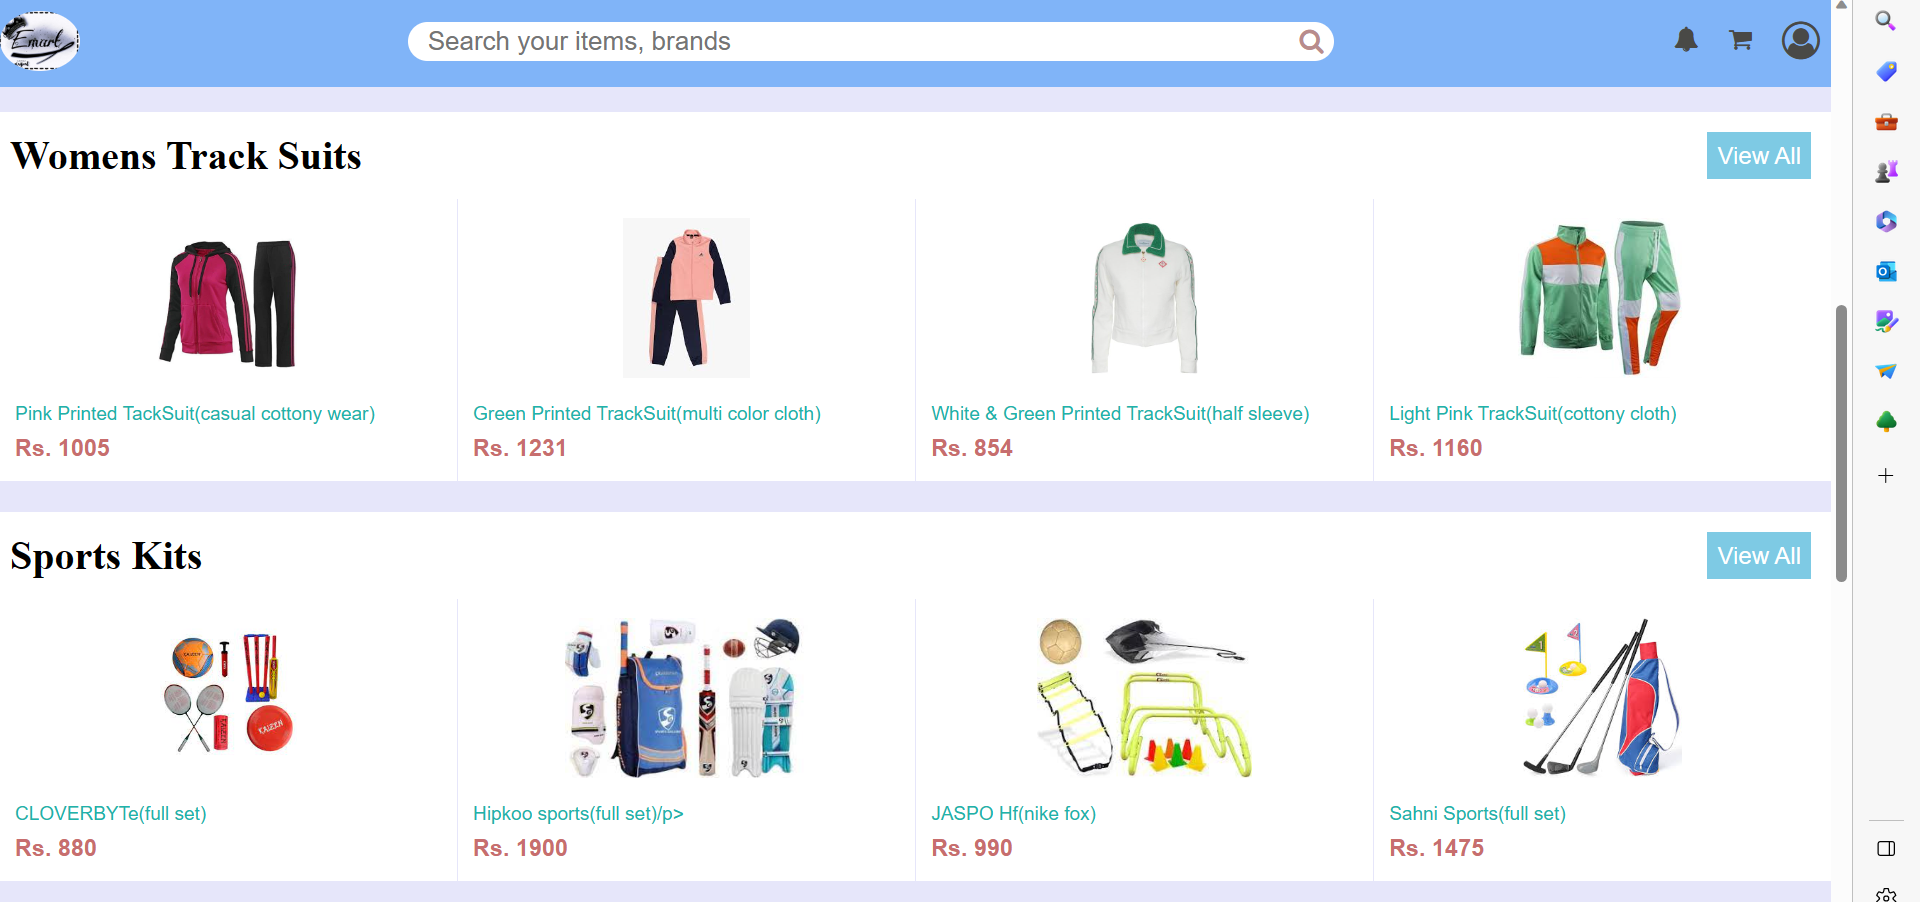 Emart
Search your items, brands
Womens Track Suits
View All
Pink Printed TackSuit(casual cottony wear)
Green Printed TrackSuit(multi color cloth)
White & Green Printed TrackSuit(half sleeve)
Light Pink TrackSuit(cottony cloth)
Rs. 1005
Rs. 1231
Rs. 854
Rs. 1160
Sports Kits
View All
KAIZEN
KAIZEN
CLOVERBYTe(full set)
Hipkoo sports(full set)/p>
JASPO Hf(nike fox)
Sahni Sports(full set)
Rs. 880
Rs. 1900
Rs. 990
Rs. 1475